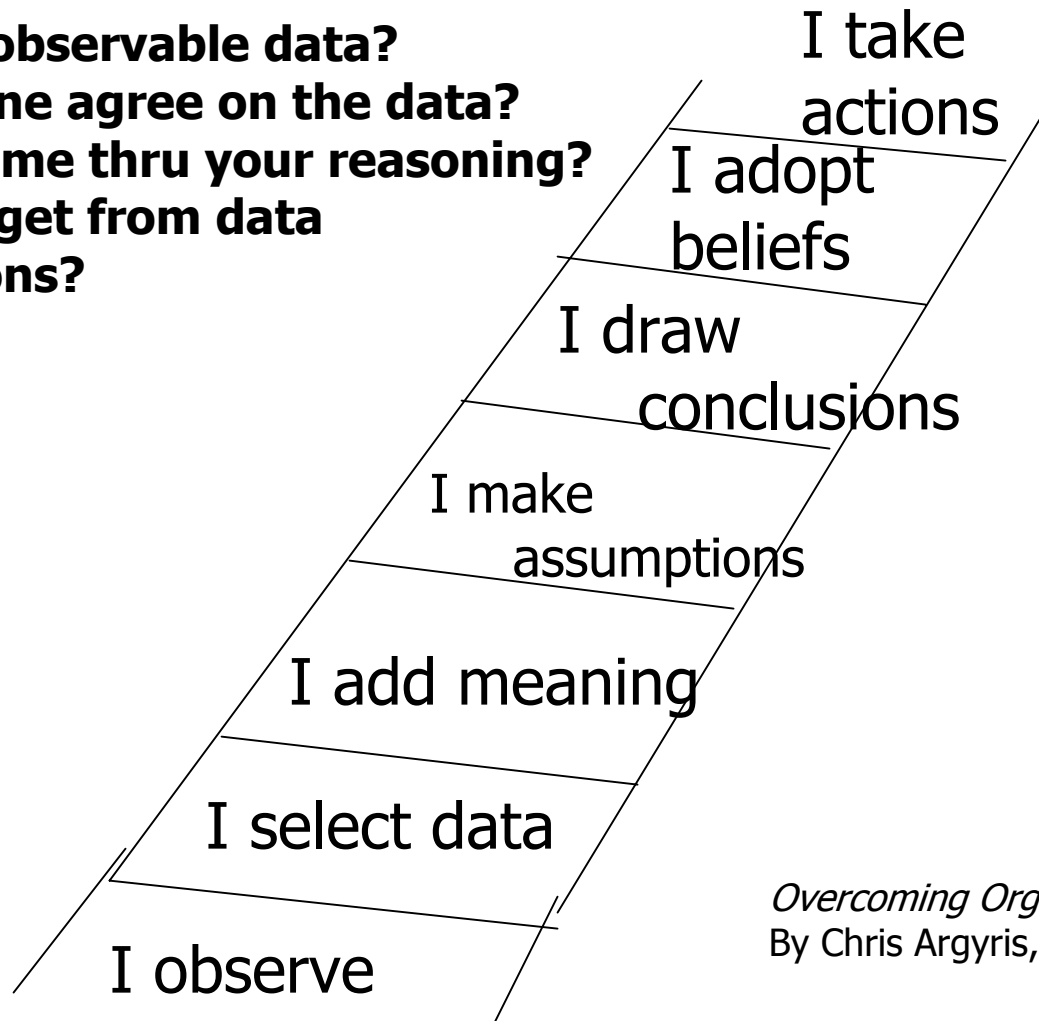 observable data?
ne agree on the data?
me thru your reasoning?
get from data
ons?
I take
actions
I adopt
beliefs
I draw
conclusions
I make
assumptions
I add meaning
I select data
I observe
Overcoming Org
By Chris Argyris,